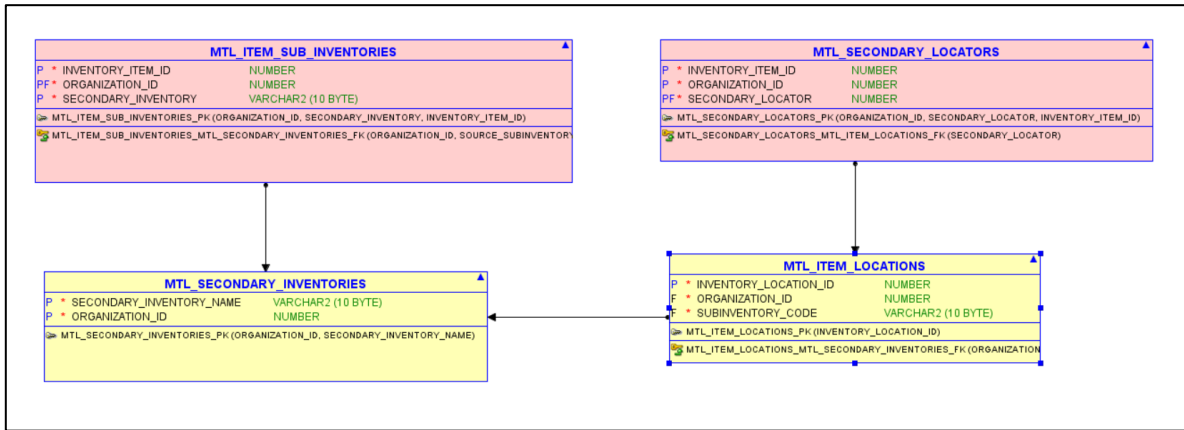 MTL_ITEM_SUB_INVENTORIES
P * INVENTORY_ITEM_ID NUMBER
PF * ORGANIZATION_ID NUMBER
P * SECONDARY_INVENTORY VARCHAR2 (10 BYTE)
MTL_ITEM_SUB_INVENTORIES_PK (ORGANIZATION_ID, SECONDARY_INVENTORY, INVENTORY_ITEM_ID)
MTL_ITEM_SUB_INVENTORIES_MTL_SECONDARY_INVENTORIES_FK (ORGANIZATION_ID, SOURCE_SUBINVENTORY
MTL_SECONDARY_LOCATORS
P * INVENTORY_ITEM_ID NUMBER
P * ORGANIZATION_ID NUMBER
PF * SECONDARY_LOCATOR NUMBER
MTL_SECONDARY_LOCATORS_PK (ORGANIZATION_ID, SECONDARY_LOCATOR, INVENTORY_ITEM_ID)
MTL_SECONDARY_LOCATORS_MTL_ITEM_LOCATIONS_FK (SECONDARY_LOCATOR)
MTL_SECONDARY_INVENTORIES
P * SECONDARY_INVENTORY_NAME VARCHAR2 (10 BYTE)
P * ORGANIZATION_ID NUMBER
MTL_SECONDARY_INVENTORIES_PK (ORGANIZATION_ID, SECONDARY_INVENTORY_NAME)
MTL_ITEM_LOCATIONS
P * INVENTORY_LOCATION_ID NUMBER
F * ORGANIZATION_ID NUMBER
F * SUBINVENTORY_CODE VARCHAR2 (10 BYTE)
MTL_ITEM_LOCATIONS_PK (INVENTORY_LOCATION_ID)
MTL_ITEM_LOCATIONS_MTL_SECONDARY_INVENTORIES_FK (ORGANIZATION